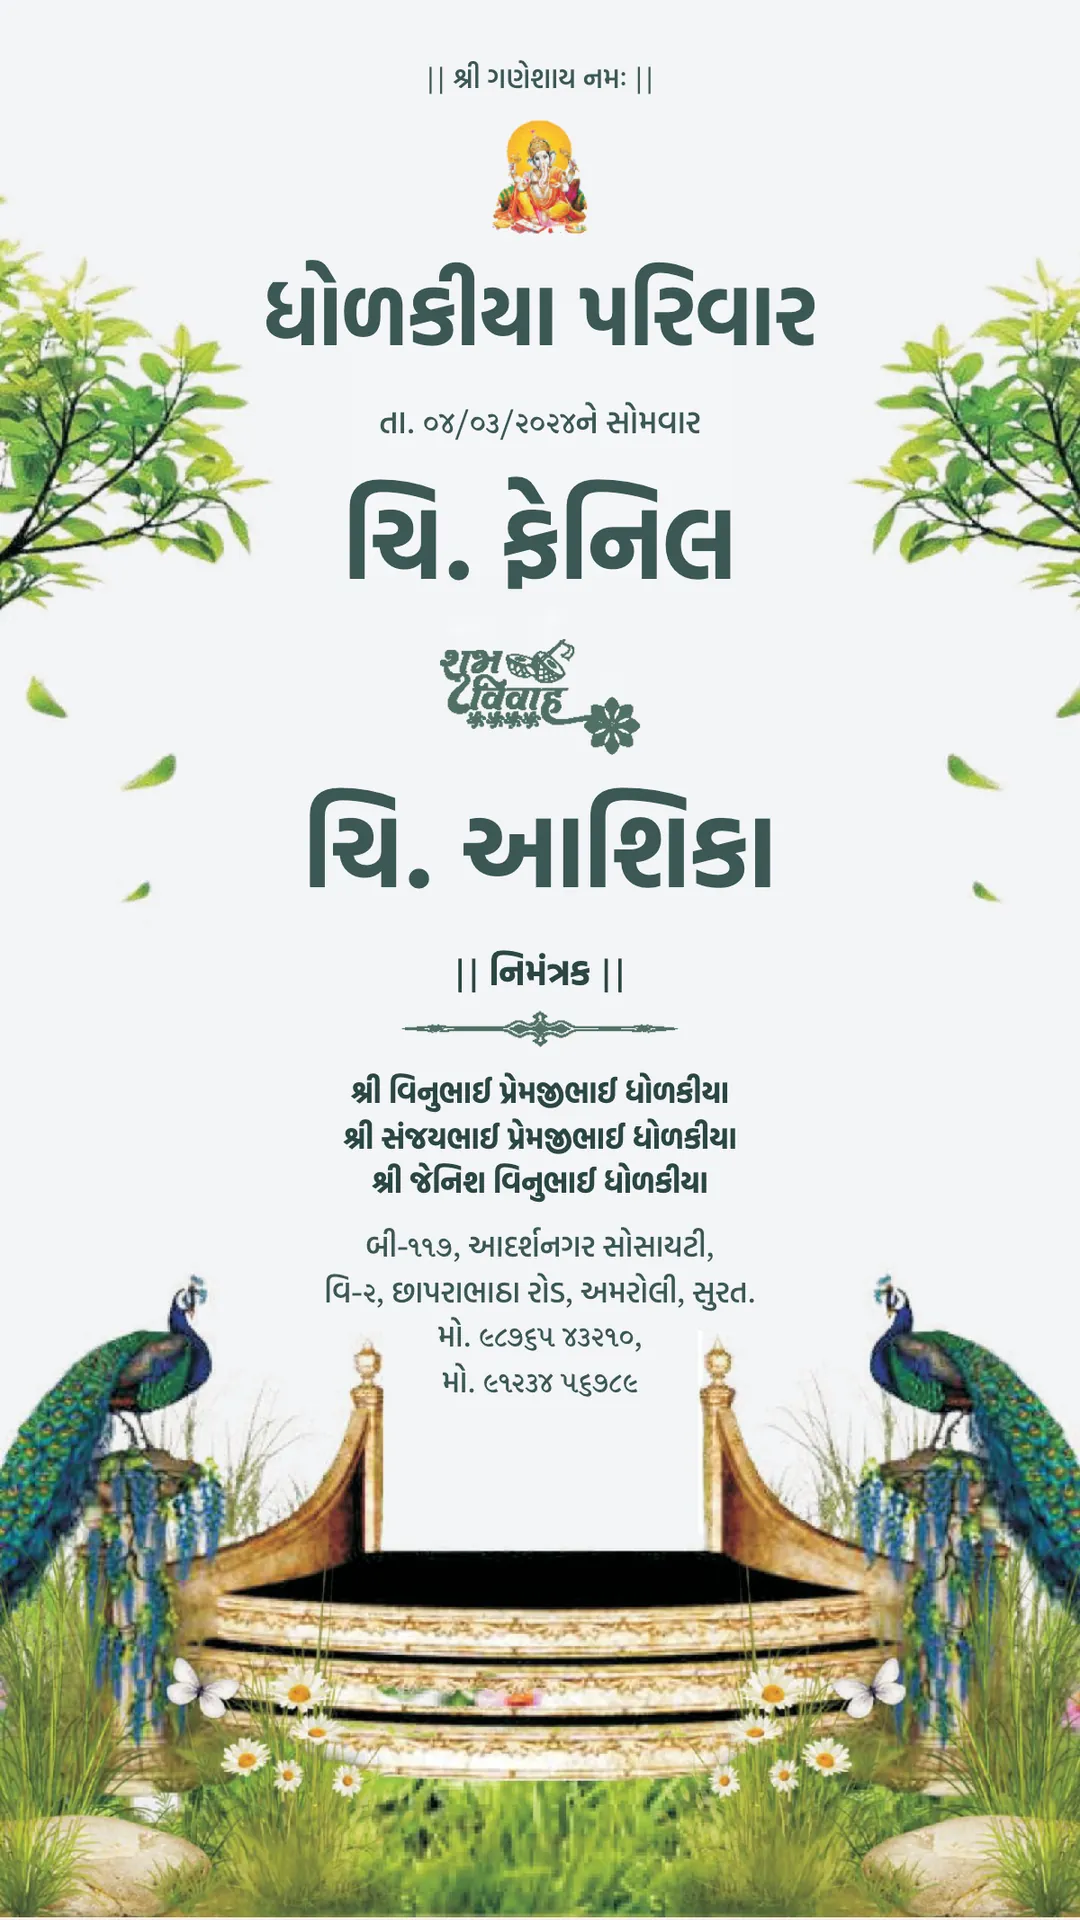 || શ્રી ગણેશાય નમઃ ||
ધોળકીયા પરિવાર
તા. ૦૪/૦૩/૨૦૨૪ને સોમવાર
ચિ. ફેનિલ
શુભ
વિવાહ
ચિ. આશિકા
|| નિમંત્રક ||
શ્રી વિનુભાઈ પ્રેમજીભાઈ ધોળકીયા
શ્રી સંજયભાઈ પ્રેમજીભાઈ ધોળકીયા
શ્રી જેનિશ વિનુભાઈ ધોળકીયા
બી-૧૧૭, આદર્શનગર સોસાયટી,
વિ-૨, છાપરાભાઠા રોડ, અમરોલી, સુરત.
મો. ૯૮૭૬૫ ૪૩૨૧૦,
મો. ૯૧૨૩૪ ૫૬૭૮૯